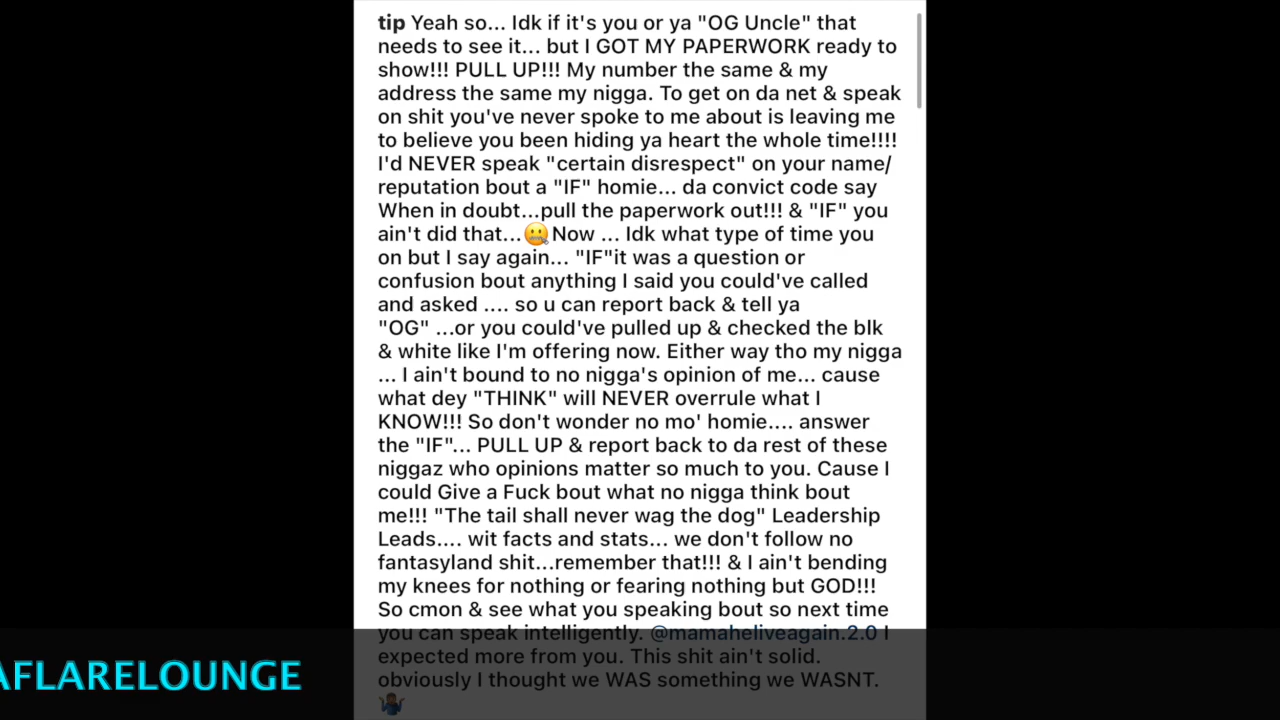 tip Yeah so... Idk if it's you or ya "OG Uncle" that
needs to see it... but I GOT MY PAPERWORK ready to
show!!! PULL UP!!! My number the same & my
address the same my nigga. To get on da net & speak
on shit you've never spoke to me about is leaving me
to believe you been hiding ya heart the whole time!!!!
I'd NEVER speak "certain disrespect" on your name/
reputation bout a "IF" homie... da convict code say
When in doubt...pull the paperwork out!!! & "IF" you
ain't did that...🤐Now ... Idk what type of time you
on but I say again... "IF"it was a question or
confusion bout anything I said you could've called
and asked .... so u can report back & tell ya
"OG" ...or you could've pulled up & checked the blk
& white like I'm offering now. Either way tho my nigga
... I ain't bound to no nigga's opinion of me... cause
what dey "THINK" will NEVER overrule what I
KNOW!!! So don't wonder no mo' homie.... answer
the "IF"... PULL UP & report back to da rest of these
niggaz who opinions matter so much to you. Cause I
could Give a Fuck bout what no nigga think bout
me!!! "The tail shall never wag the dog" Leadership
Leads.... wit facts and stats... we don't follow no
fantasyland shit...remember that!!! & I ain't bending
my knees for nothing or fearing nothing but GOD!!!
So cmon & see what you speaking bout so next time
you can speak intelligently. @mamaheliveagain.2.0 I
expected more from you. This shit ain't solid.
obviously I thought we WAS something we WASNT.
🤷🏾‍♂️
AFLARELOUNGE